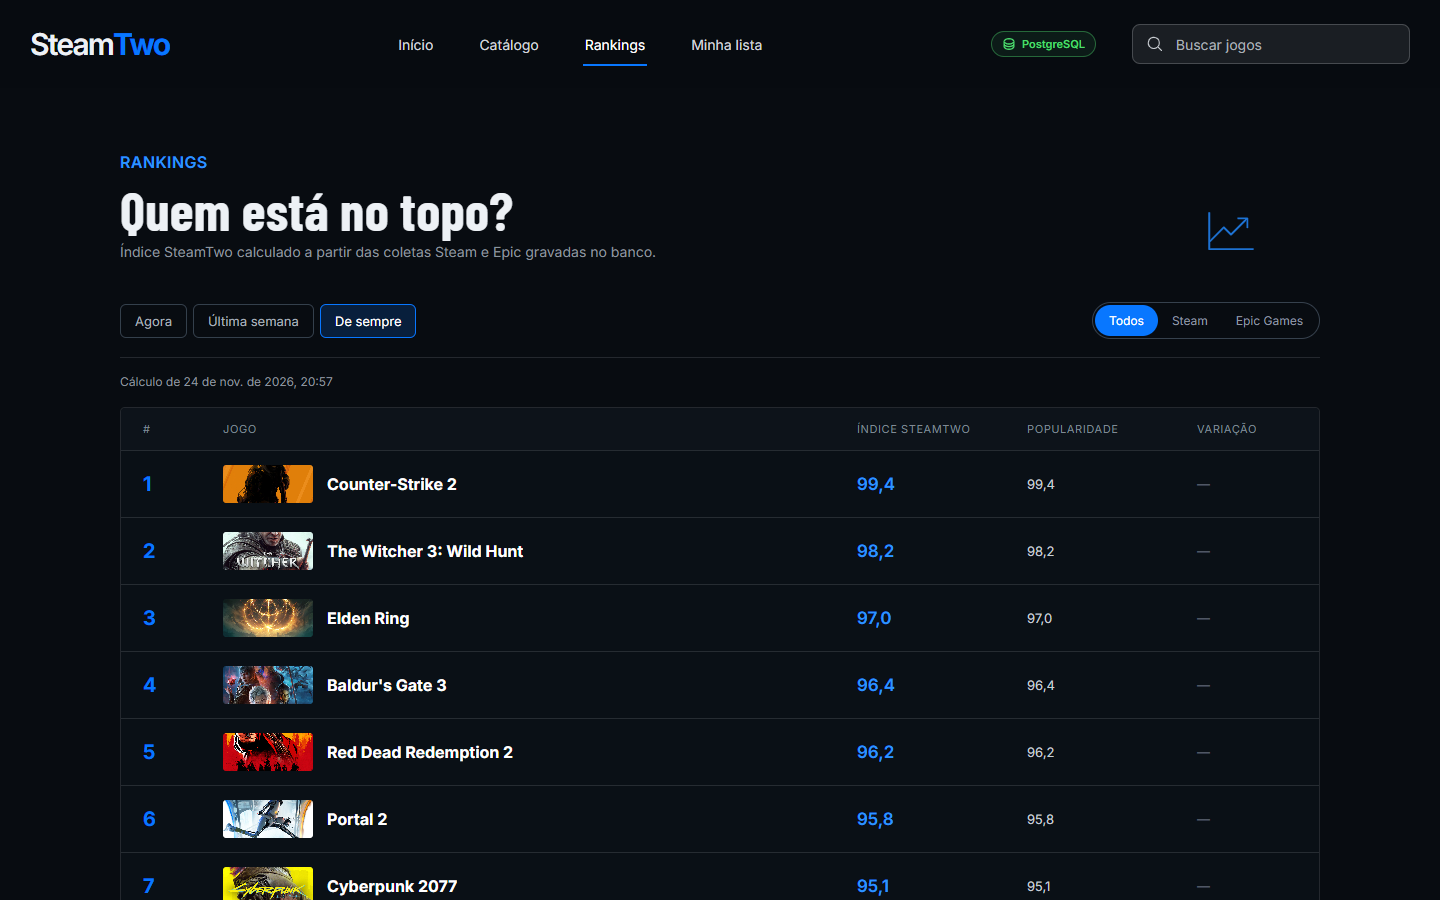 SteamTwo
Início
Catálogo
Rankings
Minha lista
PostgreSQL
Buscar jogos
RANKINGS
Quem está no topo?
Índice SteamTwo calculado a partir das coletas Steam e Epic gravadas no banco.
Agora
Última semana
De sempre
Todos
Steam
Epic Games
Cálculo de 24 de nov. de 2026, 20:57
# JOGO ÍNDICE STEAMTWO POPULARIDADE VARIAÇÃO
1 Counter-Strike 2 99,4 99,4 —
2 WITCHER The Witcher 3: Wild Hunt 98,2 98,2 —
3 Elden Ring 97,0 97,0 —
4 Baldur's Gate 3 96,4 96,4 —
5 Red Dead Redemption 2 96,2 96,2 —
6 Portal 2 95,8 95,8 —
7 CYBERPUNK Cyberpunk 2077 95,1 95,1 —